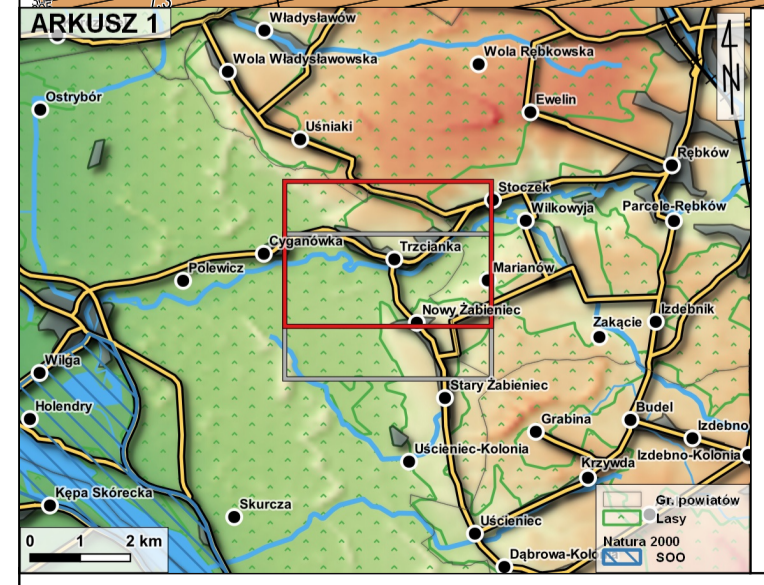 ARKUSZ 1
Władysławów
Wola Władysławowska
Wola Rębkowska
Ostrybór
Ewelin
Uśniaki
Rębków
Stoczek
Wilkowyja
Parcele-Rębków
Cyganówka
Trzcianka
Polewicz
Marianów
Nowy Żabieniec
Izdebnik
Zakącie
Wilga
Stary Żabieniec
Holendry
Budel
Grabina
Izdebno
Uścieniec-Kolonia
Izdebno-Kolonia
Krzywda
Kępa Skórecka
Skurcza
Gr. powiatów
Lasy
Natura 2000
SOO
Uścieniec
0 1 2 km
Dąbrowa-Kolo
N